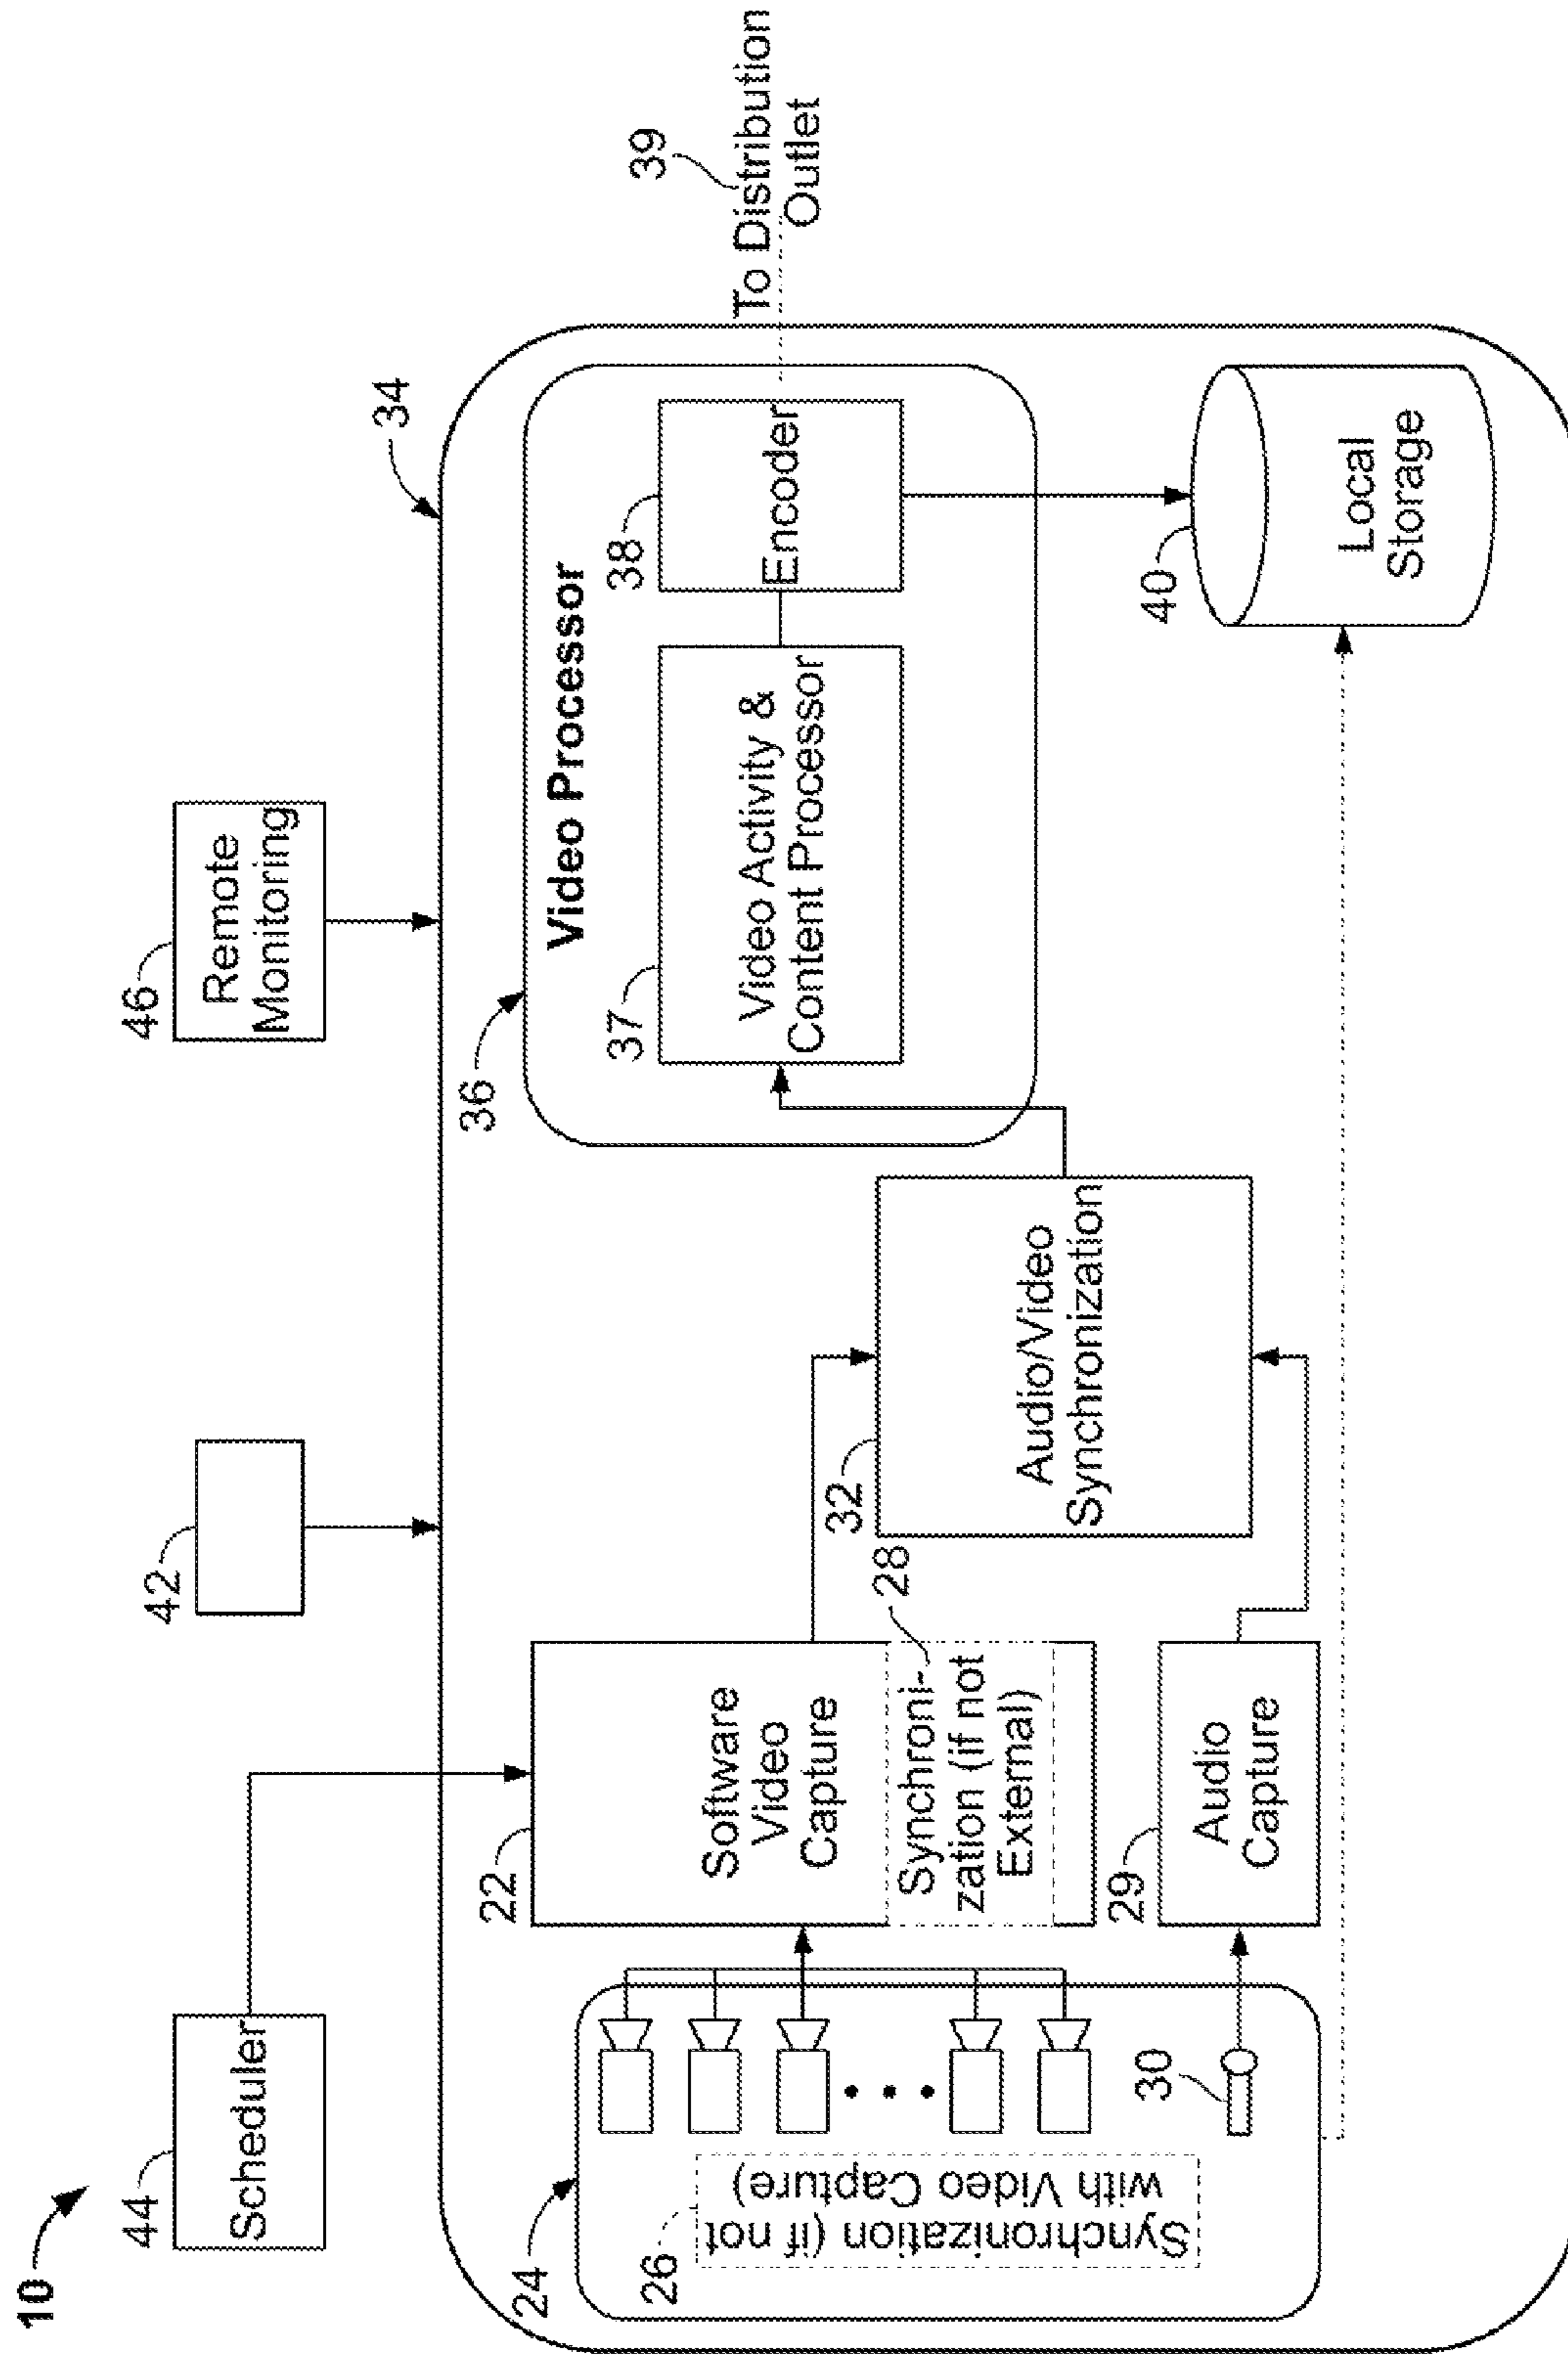 10
44
Scheduler
42
46
Remote
Monitoring
34
24
26
Synchronization (if not
with Video Capture)
30
22
Software
Video
Capture
Synchroni-
zation (if not
External)
28
29
Audio
Capture
32
Audio/Video
Synchronization
36
Video Processor
37
Video Activity &
Content Processor
38
Encoder
39
To Distribution
Outlet
40
Local
Storage